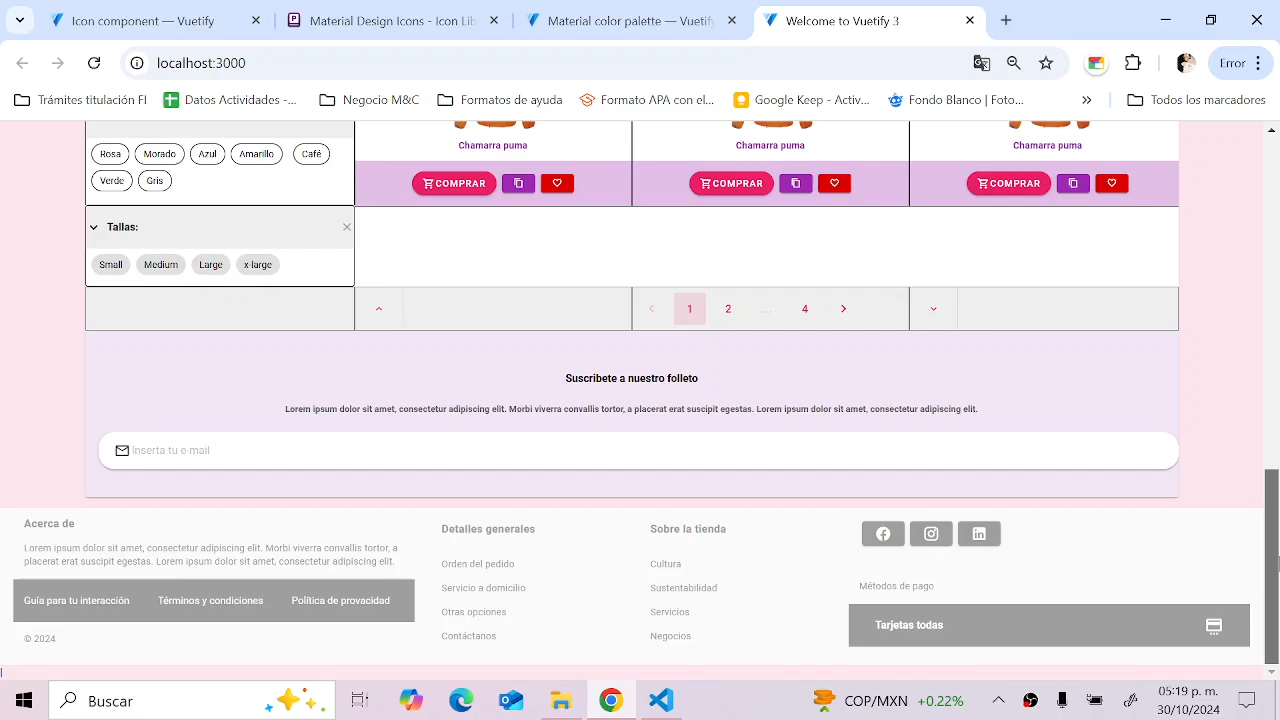 Icon component — Vuetify
Material Design Icons - Icon Lib
Material color palette — Vuetify
Welcome to Vuetify 3
localhost:3000
Error
Trámites titulación FI
Datos Actividades -...
Negocio M&C
Formatos de ayuda
Formato APA con el...
Google Keep - Activ...
Fondo Blanco | Foto...
»
Todos los marcadores
Rosa Morado Azul Amarillo Café
Verde Gris
Chamarra puma Chamarra puma Chamarra puma
COMPRAR COMPRAR COMPRAR
Tallas:
Small Medium Large x-large
1 2 ... 4
Suscribete a nuestro folleto
Lorem ipsum dolor sit amet, consectetur adipiscing elit. Morbi viverra convallis tortor, a placerat erat suscipit egestas. Lorem ipsum dolor sit amet, consectetur adipiscing elit.
Inserta tu e-mail
Acerca de
Lorem ipsum dolor sit amet, consectetur adipiscing elit. Morbi viverra convallis tortor, a
placerat erat suscipit egestas. Lorem ipsum dolor sit amet, consectetur adipiscing elit.
Guía para tu interacción Términos y condiciones Política de provacidad
© 2024
Detalles generales
Orden del pedido
Servicio a domicilio
Otras opciones
Contáctanos
Sobre la tienda
Cultura
Sustentabilidad
Servicios
Negocios
Métodos de pago
Tarjetas todas
Buscar
COP/MXN +0.22%
05:19 p. m.
30/10/2024